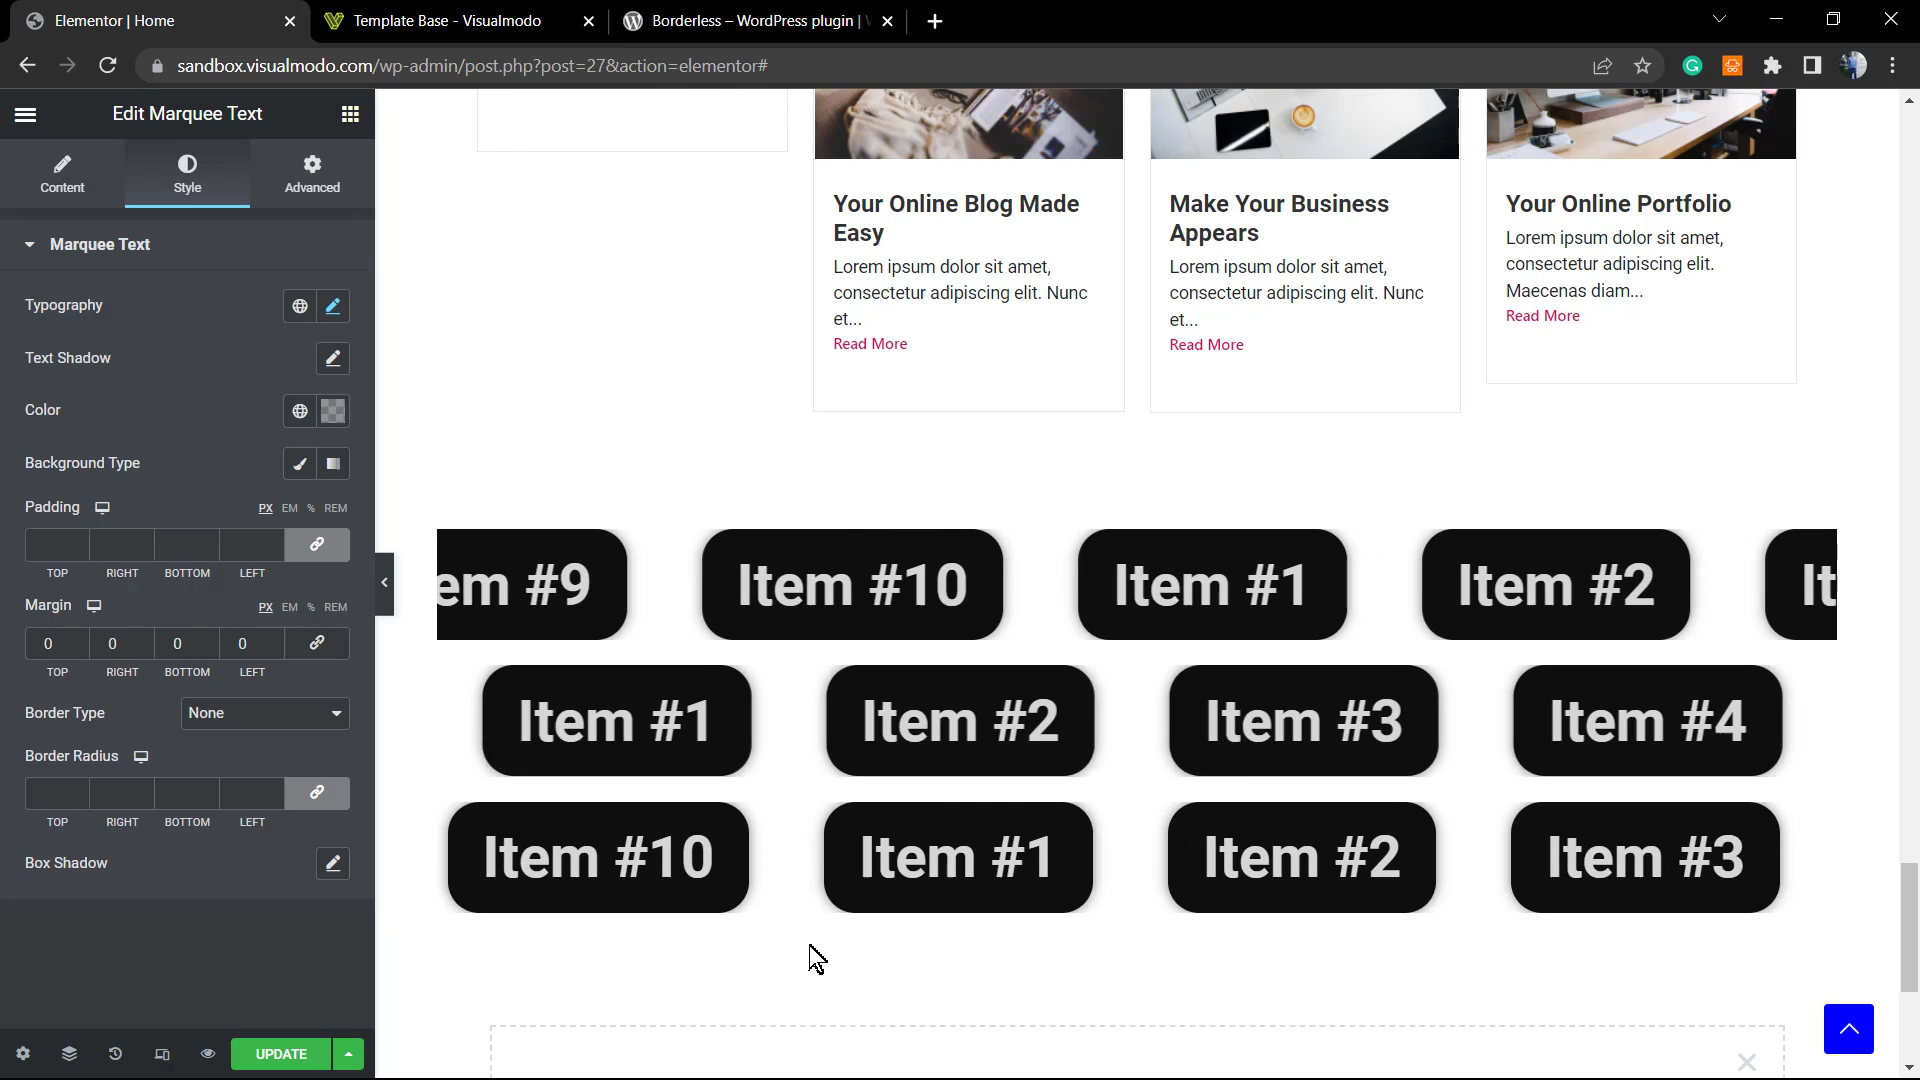 Elementor | Home
Template Base - Visualmodo
Borderless – WordPress plugin |
sandbox.visualmodo.com/wp-admin/post.php?post=27&action=elementor#
Edit Marquee Text
Content
Style
Advanced
Marquee Text
Typography
Text Shadow
Color
Background Type
Padding
PX EM % REM
TOP RIGHT BOTTOM LEFT
Margin
PX EM % REM
0 0 0 0
TOP RIGHT BOTTOM LEFT
Border Type
None
Border Radius
TOP RIGHT BOTTOM LEFT
Box Shadow
UPDATE
Your Online Blog Made
Easy
Lorem ipsum dolor sit amet,
consectetur adipiscing elit. Nunc
et...
Read More
Make Your Business
Appears
Lorem ipsum dolor sit amet,
consectetur adipiscing elit. Nunc
et...
Read More
Your Online Portfolio
Lorem ipsum dolor sit amet,
consectetur adipiscing elit.
Maecenas diam...
Read More
em #9 Item #10 Item #1 Item #2 It
Item #1 Item #2 Item #3 Item #4
Item #10 Item #1 Item #2 Item #3